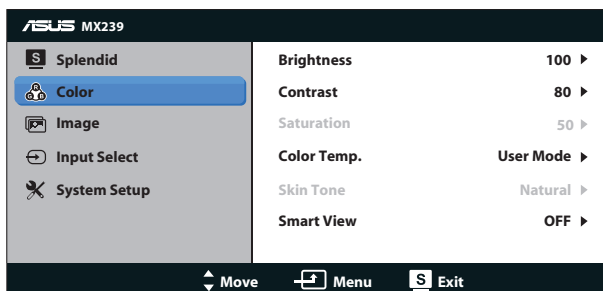 ASUS MX239
S Splendid
R G B Color
Image
Input Select
System Setup
Brightness 100
Contrast 80
Saturation 50
Color Temp. User Mode
Skin Tone Natural
Smart View OFF
Move Menu S Exit